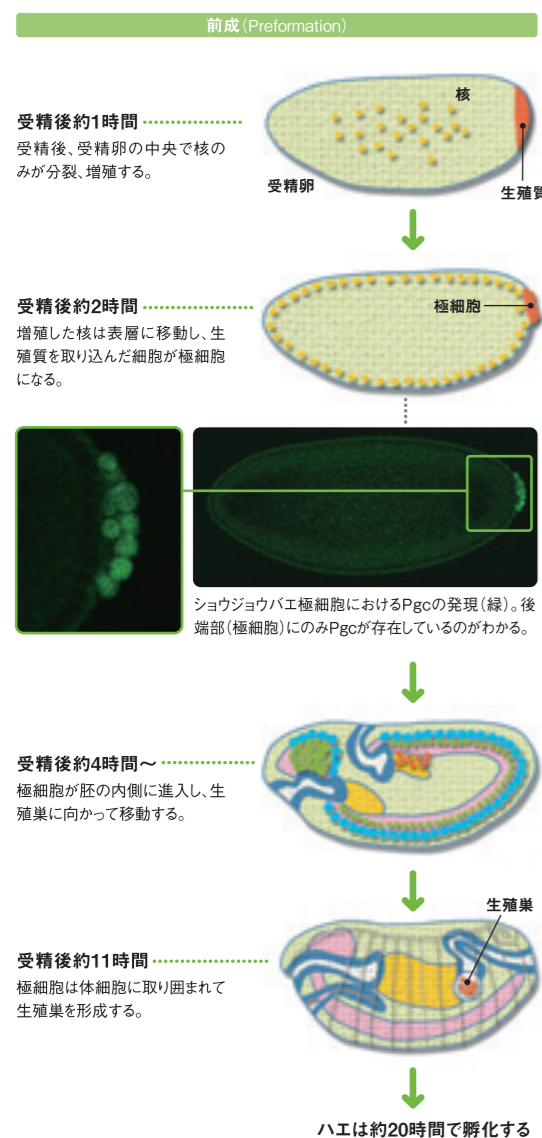 前成(Preformation)
受精後約1時間
受精後、受精卵の中央で核の
みが分裂、増殖する。
核
受精卵
生殖質
受精後約2時間
増殖した核は表層に移動し、生
殖質を取り込んだ細胞が極細胞
になる。
極細胞
ショウジョウバエ極細胞におけるPgcの発現(緑)。後
端部(極細胞)にのみPgcが存在しているのがわかる。
受精後約4時間〜
極細胞が胚の内側に進入し、生
殖巣に向かって移動する。
生殖巣
受精後約11時間
極細胞は体細胞に取り囲まれて
生殖巣を形成する。
ハエは約20時間で孵化する